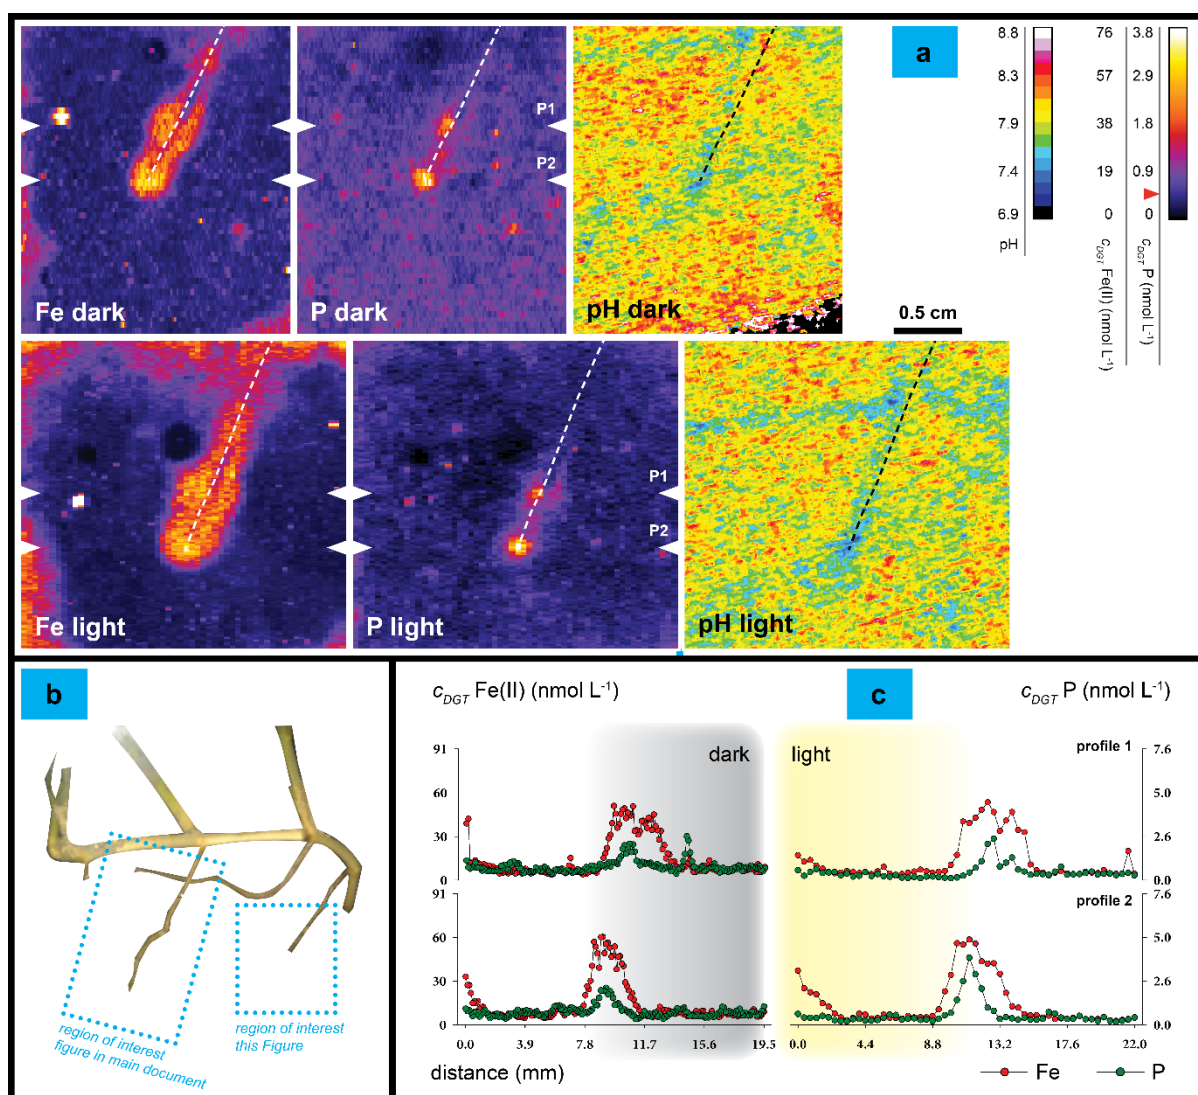 a
P1
P2
Fe dark
P dark
pH dark
8.8 76 3.8
8.3 57 2.9
7.9 38 1.8
7.4 19 0.9
6.9 0 0
pH
cDGT Fe(II) (nmol L-1)
cDGT P (nmol L-1)
0.5 cm
P1
P2
Fe light
P light
pH light
b
region of interest
figure in main document
region of interest
this Figure
c
cDGT Fe(II) (nmol L-1)
cDGT P (nmol L-1)
dark
light
profile 1
91
60
30
0
7.6
5.0
2.6
0.0
profile 2
91
60
30
0
7.6
5.0
2.6
0.0
0.0 3.9 7.8 11.7 15.6 19.5
0.0 4.4 8.8 13.2 17.6 22.0
distance (mm)
Fe P